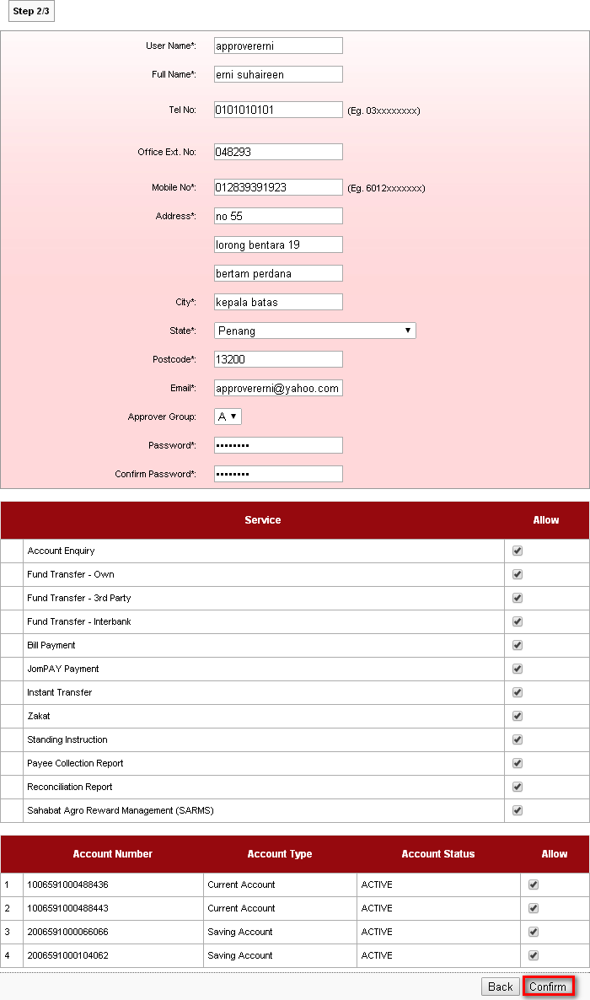 Step 2/3
User Name*: approvererni
Full Name*: erni suhaireen
Tel No: 0101010101 (Eg. 03xxxxxxxx)
Office Ext. No: 048293
Mobile No*: 012839391923 (Eg. 6012xxxxxxx)
Address*: no 55
lorong bentara 19
bertam perdana
City*: kepala batas
State*: Penang
Postcode*: 13200
Email*: approvererni@yahoo.com
Approver Group: A
Password*: ••••••••
Confirm Password*: ••••••••
Service Allow
Account Enquiry
Fund Transfer - Own
Fund Transfer - 3rd Party
Fund Transfer - Interbank
Bill Payment
JomPAY Payment
Instant Transfer
Zakat
Standing Instruction
Payee Collection Report
Reconciliation Report
Sahabat Agro Reward Management (SARMS)
Account Number Account Type Account Status Allow
1 1006591000488436 Current Account ACTIVE
2 1006591000488443 Current Account ACTIVE
3 2006591000066066 Saving Account ACTIVE
4 2006591000104062 Saving Account ACTIVE
Back Confirm